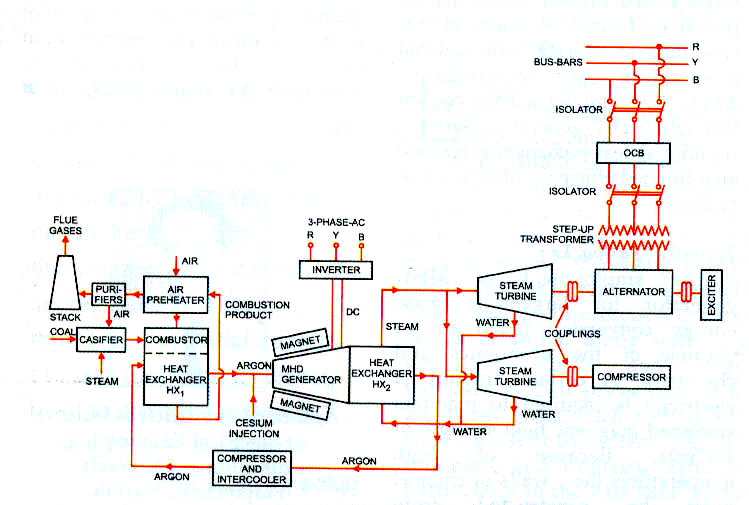 R
BUS-BARS
Y
B
ISOLATOR
OCB
ISOLATOR
STEP-UP
TRANSFORMER
3-PHASE-AC
R Y B
INVERTER
DC
FLUE
GASES
STACK
AIR
PURI-
FIERS
AIR
PREHEATER
COMBUSTION
PRODUCT
AIR
COAL
CASIFIER
STEAM
COMBUSTOR
HEAT
EXCHANGER
HX1
ARGON
CESIUM
INJECTION
MAGNET
MHD
GENERATOR
MAGNET
HEAT
EXCHANGER
HX2
STEAM
STEAM
TURBINE
WATER
COUPLINGS
ALTERNATOR
EXCITER
STEAM
TURBINE
COMPRESSOR
WATER
WATER
COMPRESSOR
AND
INTERCOOLER
ARGON
ARGON